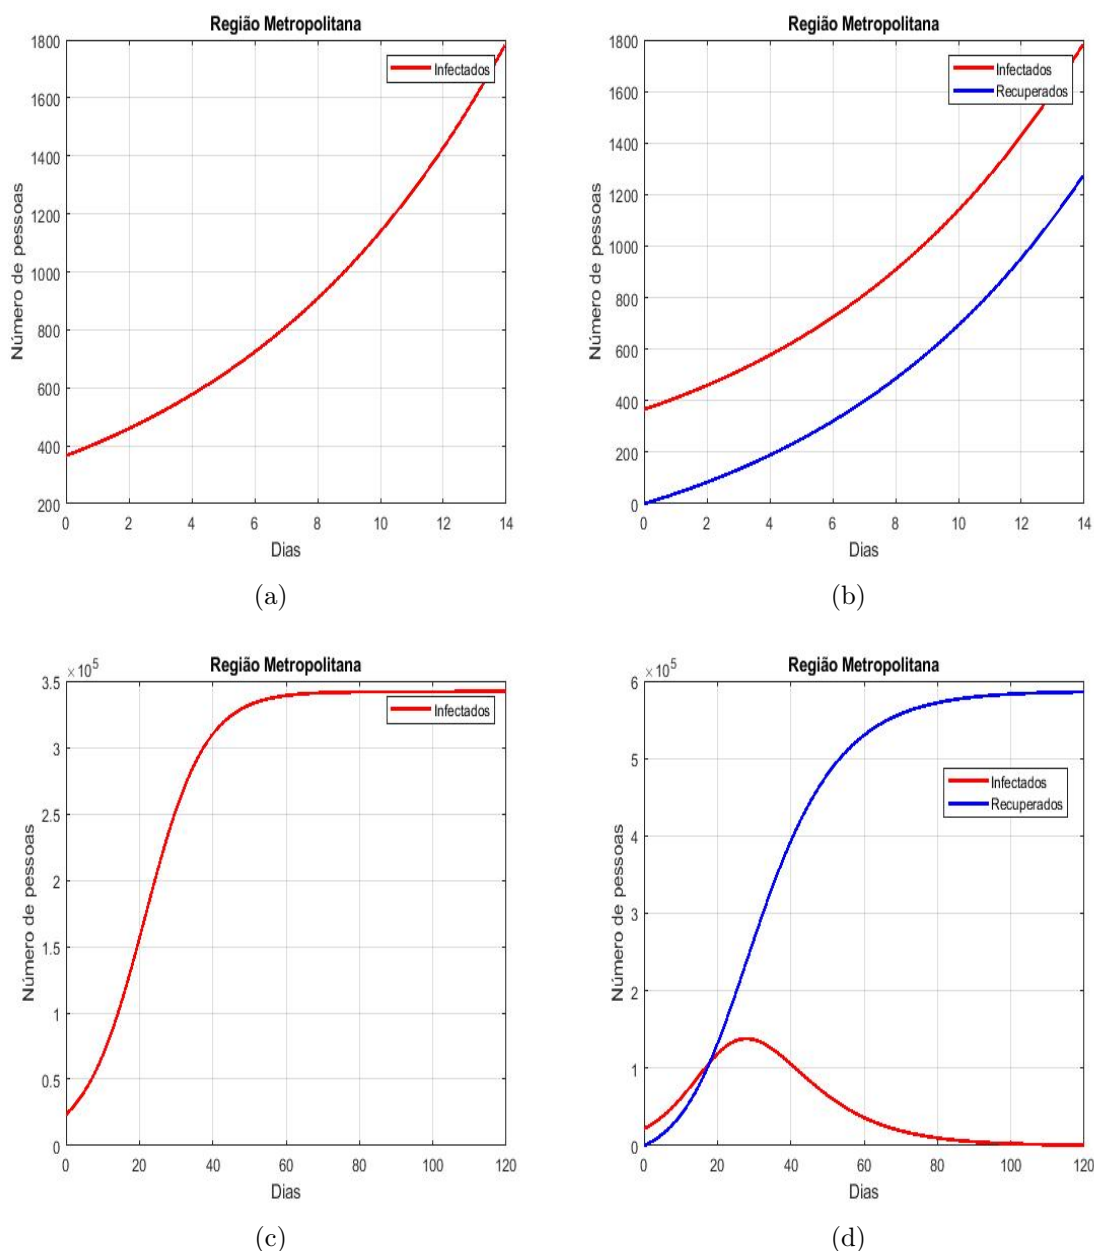 Região Metropolitana
Infectados
Número de pessoas
1800
1600
1400
1200
1000
800
600
400
200
0 2 4 6 8 10 12 14
Dias
(a)
Região Metropolitana
Infectados
Recuperados
Número de pessoas
1800
1600
1400
1200
1000
800
600
400
200
0
0 2 4 6 8 10 12 14
Dias
(b)
Região Metropolitana
×10⁵
Infectados
Número de pessoas
3.5
3
2.5
2
1.5
1
0.5
0
0 20 40 60 80 100 120
Dias
(c)
Região Metropolitana
×10⁵
Infectados
Recuperados
Número de pessoas
6
5
4
3
2
1
0
0 20 40 60 80 100 120
Dias
(d)